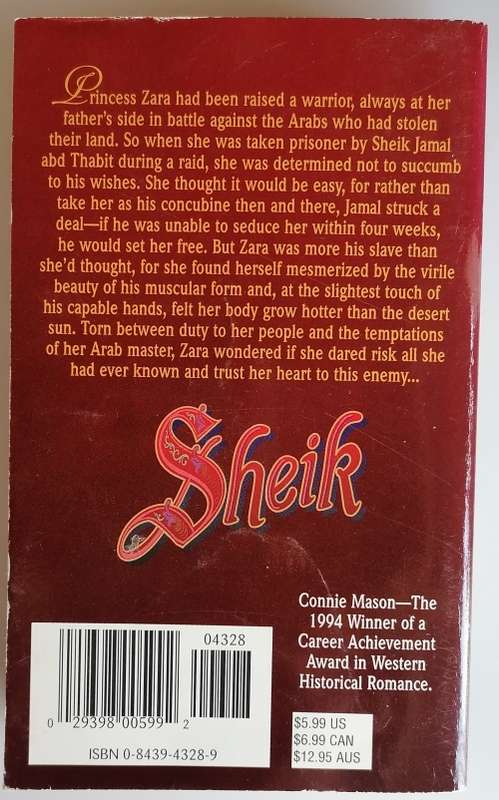 Princess Zara had been raised a warrior, always at her
father's side in battle against the Arabs who had stolen
their land. So when she was taken prisoner by Sheik Jamal
abd Thabit during a raid, she was determined not to succumb
to his wishes. She thought it would be easy, for rather than
take her as his concubine then and there, Jamal struck a
deal—if he was unable to seduce her within four weeks,
he would set her free. But Zara was more his slave than
she'd thought, for she found herself mesmerized by the virile
beauty of his muscular form and, at the slightest touch of
his capable hands, felt her body grow hotter than the desert
sun. Torn between duty to her people and the temptations
of her Arab master, Zara wondered if she dared risk all she
had ever known and trust her heart to this enemy...
Sheik
Connie Mason—The
1994 Winner of a
Career Achievement
Award in Western
Historical Romance.
04328
0 29398 00599 2
ISBN 0-8439-4328-9
$5.99 US
$6.99 CAN
$12.95 AUS